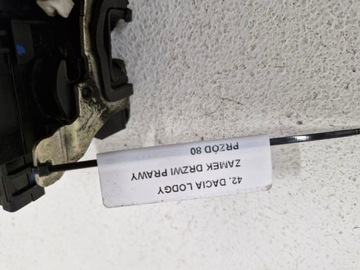 42. DACIA LODGY
ZAMEK DRZWI PRAWY
PRZÓD 80